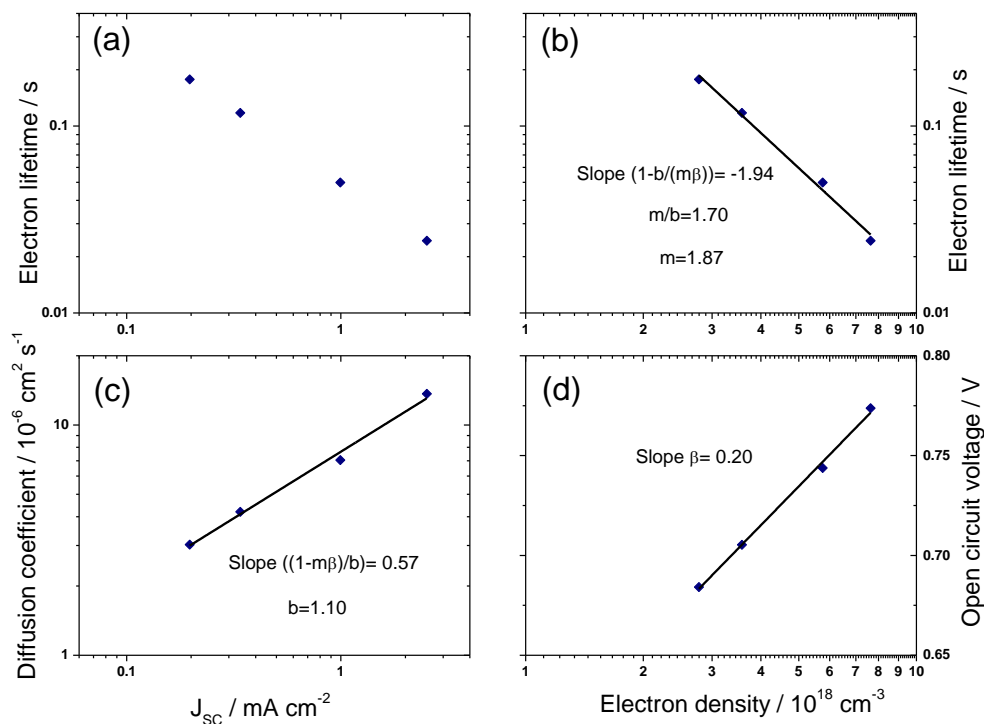 (a)
Electron lifetime / s
0.1
0.01
0.1
1
(b)
Electron lifetime / s
0.1
0.01
Slope (1-b/(mβ))= -1.94
m/b=1.70
m=1.87
1 2 3 4 5 6 7 8 9 10
(c)
Diffusion coefficient / 10⁻⁶ cm² s⁻¹
10
1
Slope ((1-mβ)/b)= 0.57
b=1.10
0.1
1
J_SC / mA cm⁻²
(d)
Open circuit voltage / V
0.80
0.75
0.70
0.65
Slope β= 0.20
1 2 3 4 5 6 7 8 9 10
Electron density / 10¹⁸ cm⁻³